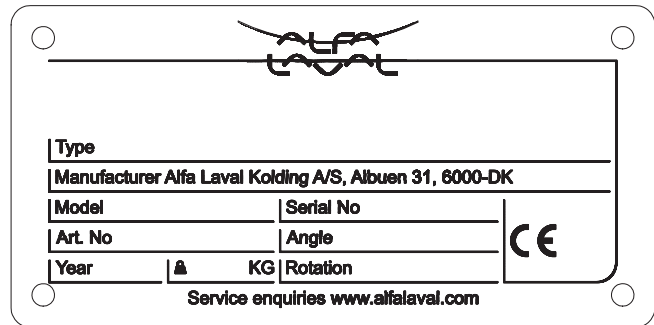 ALFA
LAVAL
Type
Manufacturer Alfa Laval Kolding A/S, Albuen 31, 6000-DK
Model Serial No
Art. No Angle
CE
Year KG Rotation
Service enquiries www.alfalaval.com